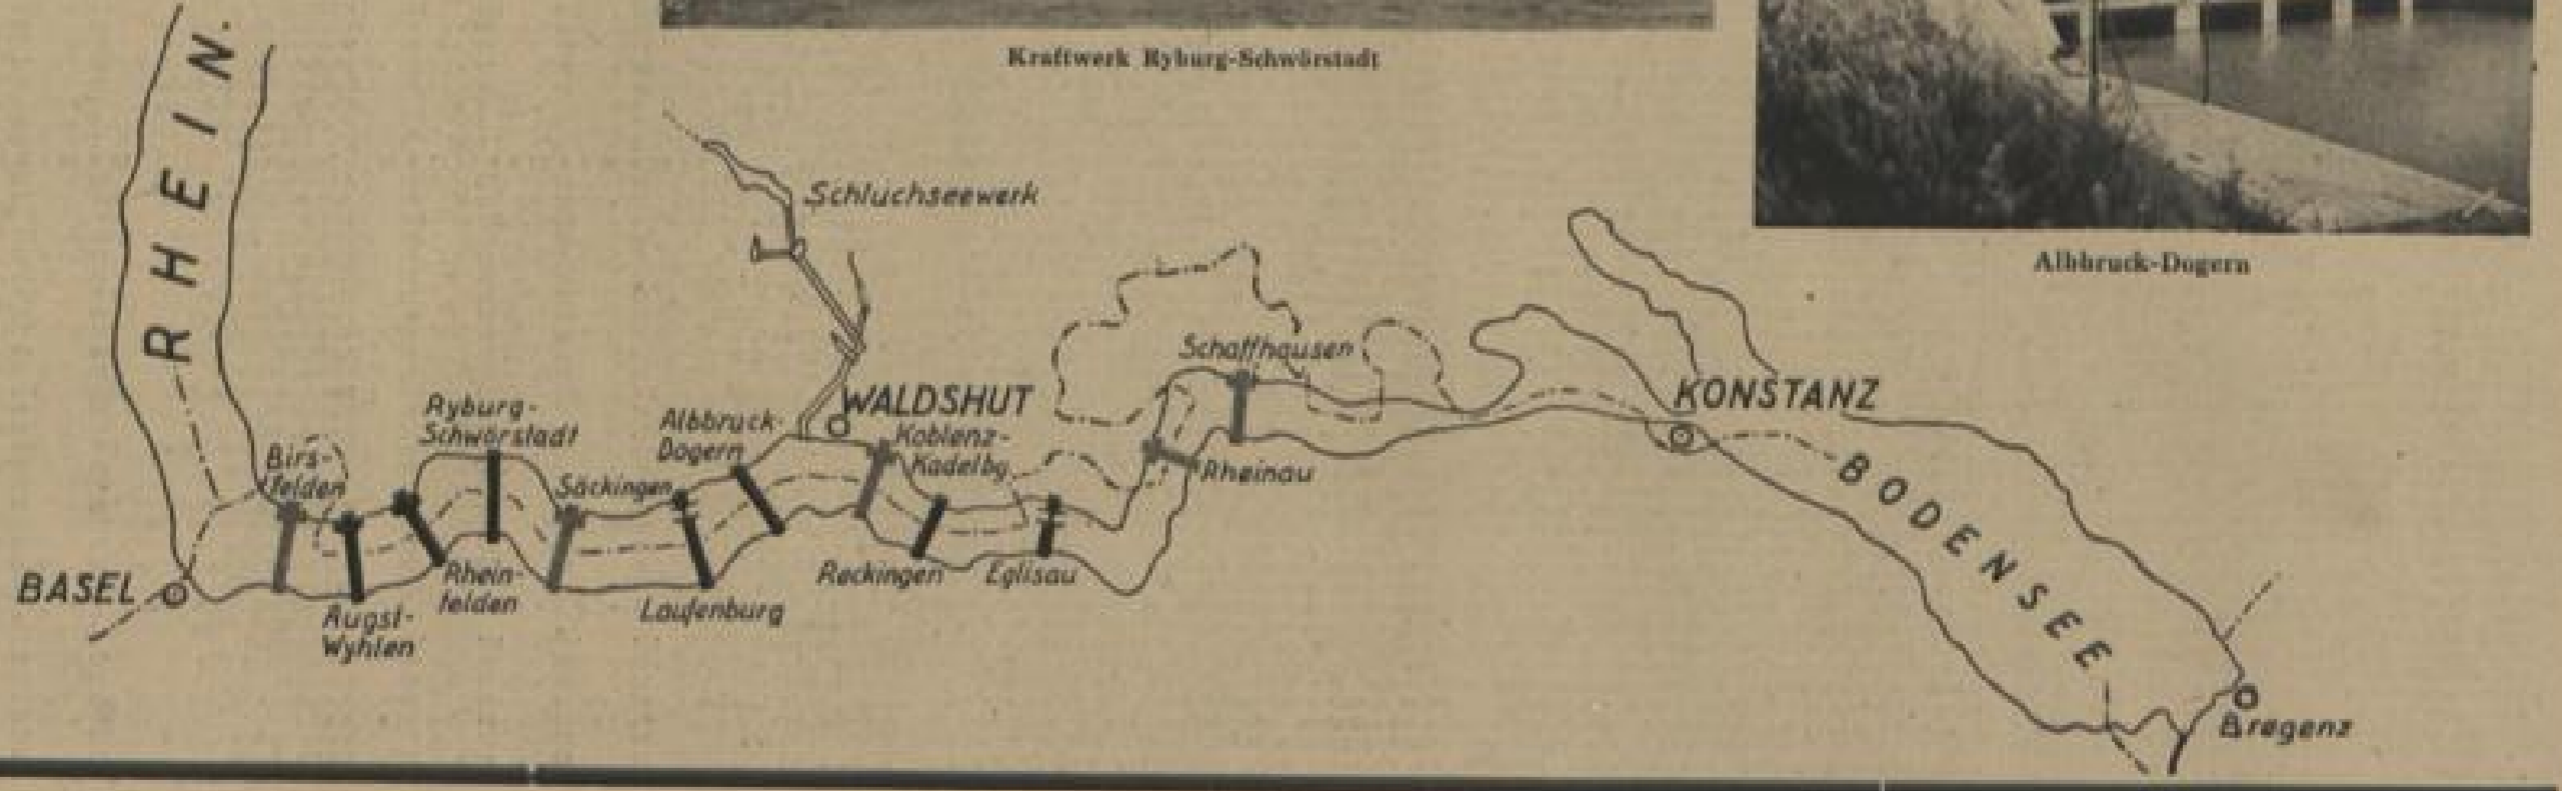 Kraftwerk Ryburg-Schwörstadt
Albbruck-Dogern
RHEIN.
Schluchseewerk
Schaffhausen
WALDSHUT
KONSTANZ
Ryburg-
Schwörstadt
Albbruck-
Dogern
Koblenz-
Kadelbg.
Birs-
felden
Säckingen
Rheinau
BODENSEE
BASEL
Rhein-
felden
Reckingen
Eglisau
Augst-
Wyhlen
Laufenburg
Bregenz